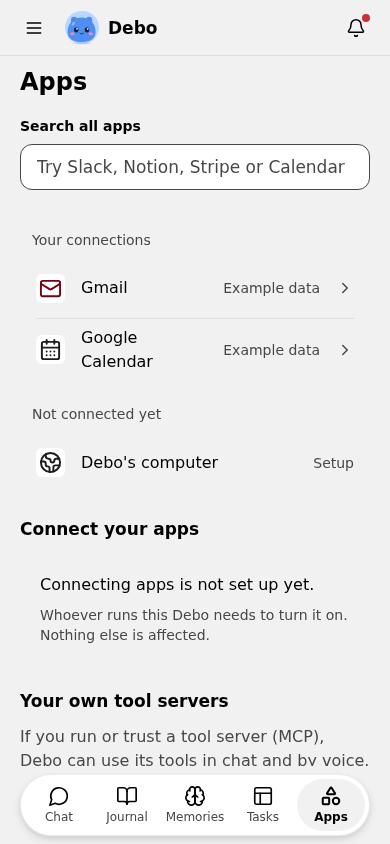 Debo
Apps
Search all apps
Try Slack, Notion, Stripe or Calendar
Your connections
Gmail
Example data
Google
Calendar
Example data
Not connected yet
Debo's computer
Setup
Connect your apps
Connecting apps is not set up yet.
Whoever runs this Debo needs to turn it on.
Nothing else is affected.
Your own tool servers
If you run or trust a tool server (MCP),
Debo can use its tools in chat and by voice.
Chat
Journal
Memories
Tasks
Apps